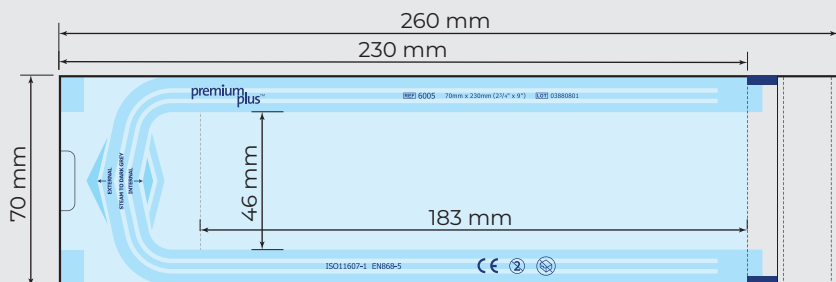 260 mm
230 mm
premium
plus™
REF 6005 70mm x 230mm (2¾" x 9") LOT 03880801
70 mm
EXTERNAL
STEAM TO DARK GREY
INTERNAL
46 mm
183 mm
ISO11607-1 EN868-5 CE 2